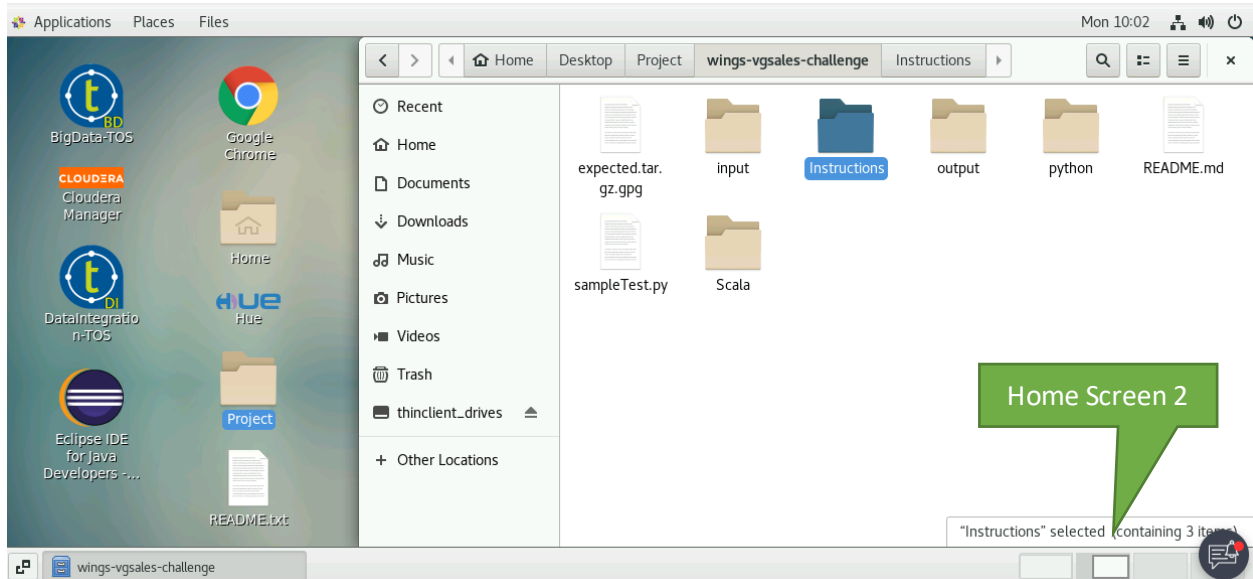 Applications Places Files Mon 10:02
BD
BigData-TOS
Google
Chrome
CLOUDERA
Cloudera
Manager
Home
DI
DataIntegratio
n-TOS
HUE
Hue
Project
Eclipse IDE
for Java
Developers -...
README.txt
Home Desktop Project wings-vgsales-challenge Instructions
Recent
Home
Documents
Downloads
Music
Pictures
Videos
Trash
thinclient_drives
Other Locations
expected.tar.
gz.gpg
input
Instructions
output
python
README.md
sampleTest.py
Scala
Home Screen 2
"Instructions" selected (containing 3 items)
wings-vgsales-challenge